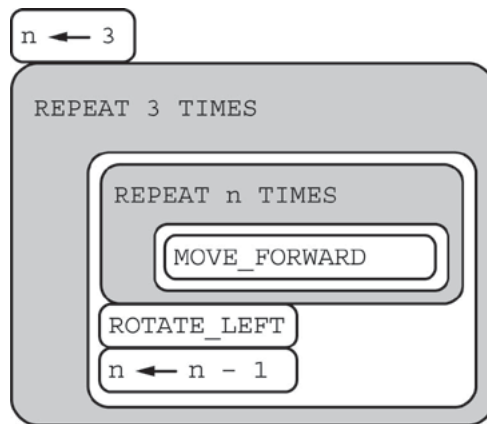 n ← 3
REPEAT 3 TIMES
REPEAT n TIMES
MOVE_FORWARD
ROTATE_LEFT
n ← n - 1